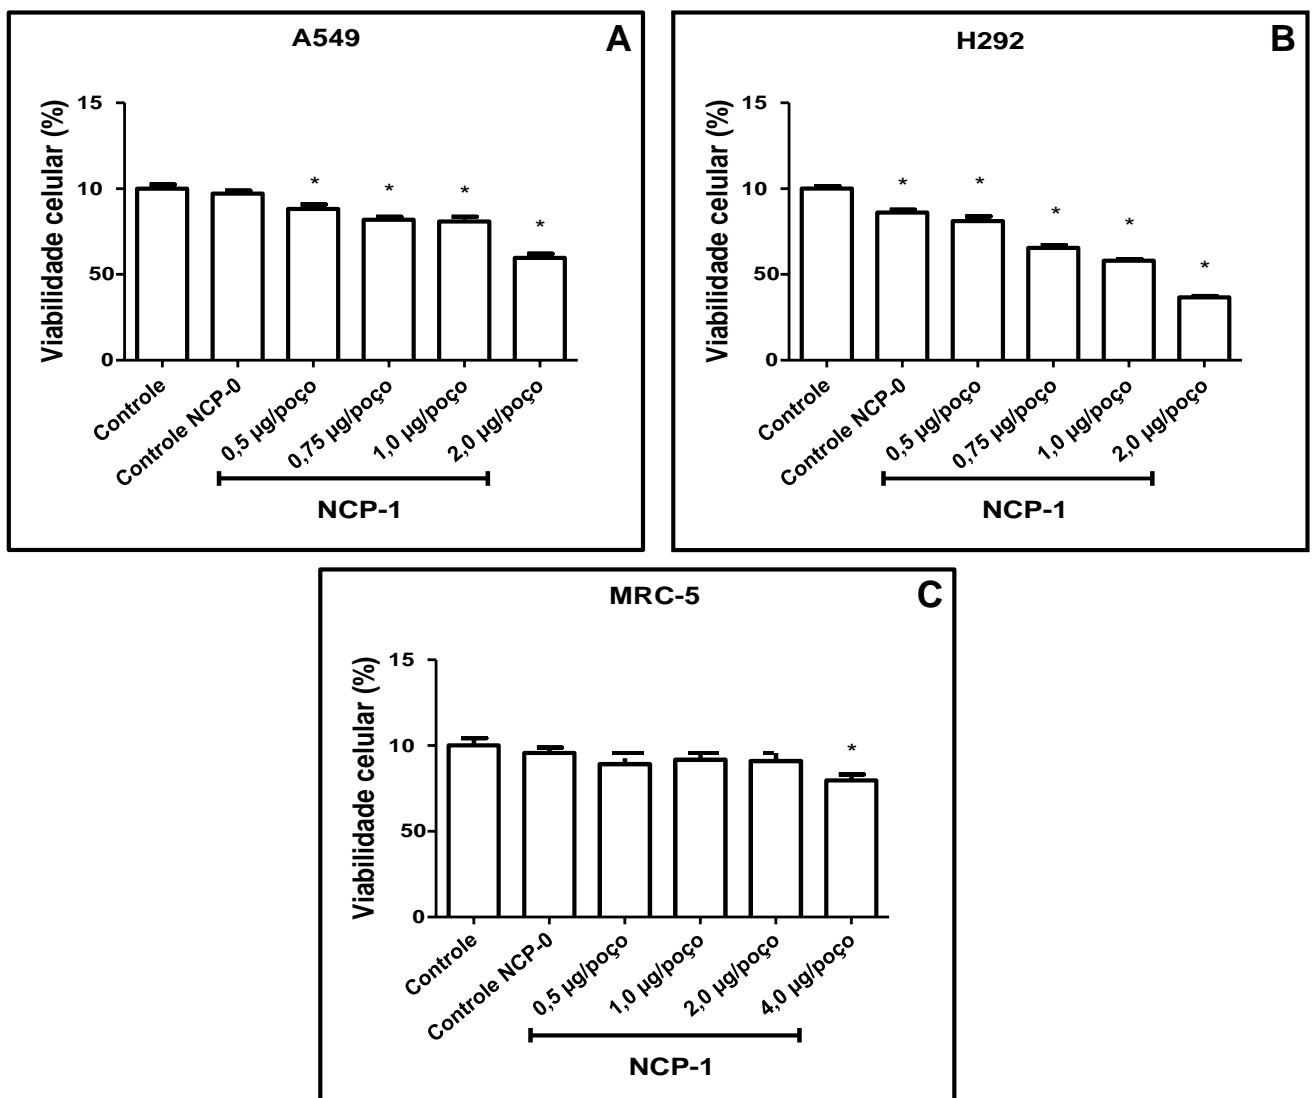 A549
A
Viabilidade celular (%)
15
10
50
0
*
*
*
*
Controle
Controle NCP-0
0,5 µg/poço
0,75 µg/poço
1,0 µg/poço
2,0 µg/poço
NCP-1
H292
B
Viabilidade celular (%)
15
10
50
0
*
*
*
*
*
Controle
Controle NCP-0
0,5 µg/poço
0,75 µg/poço
1,0 µg/poço
2,0 µg/poço
NCP-1
MRC-5
C
Viabilidade celular (%)
15
10
50
0
*
Controle
Controle NCP-0
0,5 µg/poço
1,0 µg/poço
2,0 µg/poço
4,0 µg/poço
NCP-1